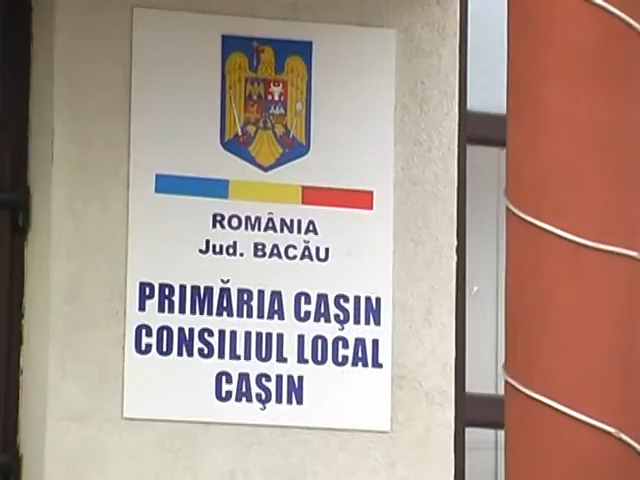 ROMÂNIA
Jud. BACĂU
PRIMĂRIA CAŞIN
CONSILIUL LOCAL
CAŞIN